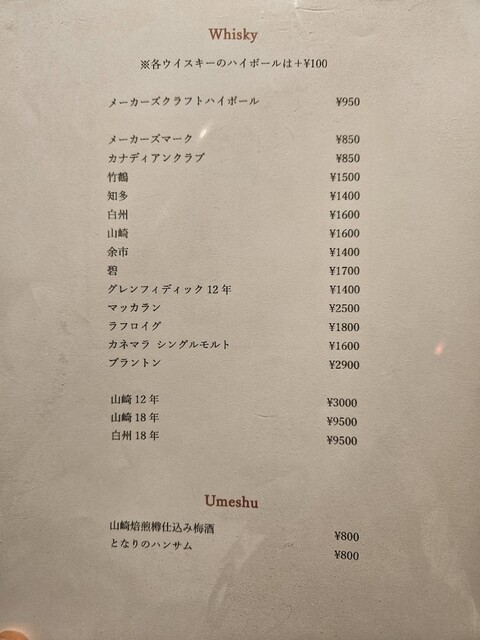 Whisky
※各ウイスキーのハイボールは＋¥100
メーカーズクラフトハイボール ¥950
メーカーズマーク ¥850
カナディアンクラブ ¥850
竹鶴 ¥1500
知多 ¥1400
白州 ¥1600
山崎 ¥1600
余市 ¥1400
碧 ¥1700
グレンフィディック 12 年 ¥1400
マッカラン ¥2500
ラフロイグ ¥1800
カネマラ シングルモルト ¥1600
ブラントン ¥2900
山崎 12 年 ¥3000
山崎 18 年 ¥9500
白州 18 年 ¥9500
Umeshu
山崎焙煎樽仕込み梅酒 ¥800
となりのハンサム ¥800